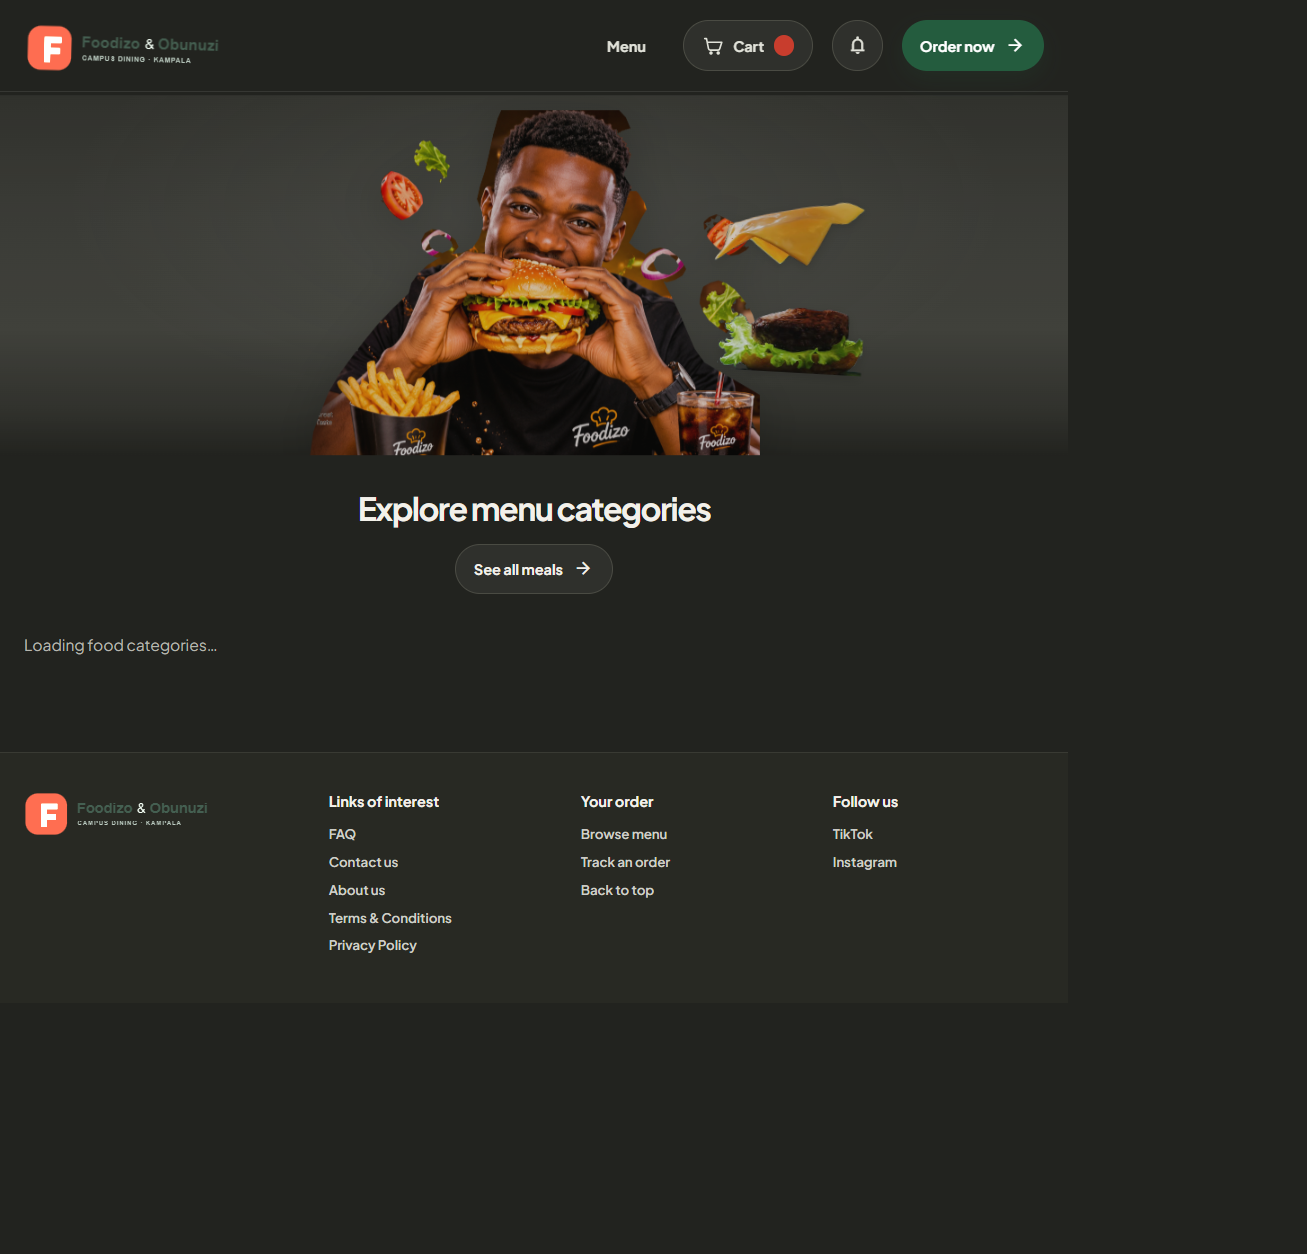 Foodizo & Obunuzi
CAMPUS DINING · KAMPALA
Menu
Cart
Order now
Foodizo
Foodizo
Foodizo
Explore menu categories
See all meals
Loading food categories...
Foodizo & Obunuzi
CAMPUS DINING · KAMPALA
Links of interest
FAQ
Contact us
About us
Terms & Conditions
Privacy Policy
Your order
Browse menu
Track an order
Back to top
Follow us
TikTok
Instagram